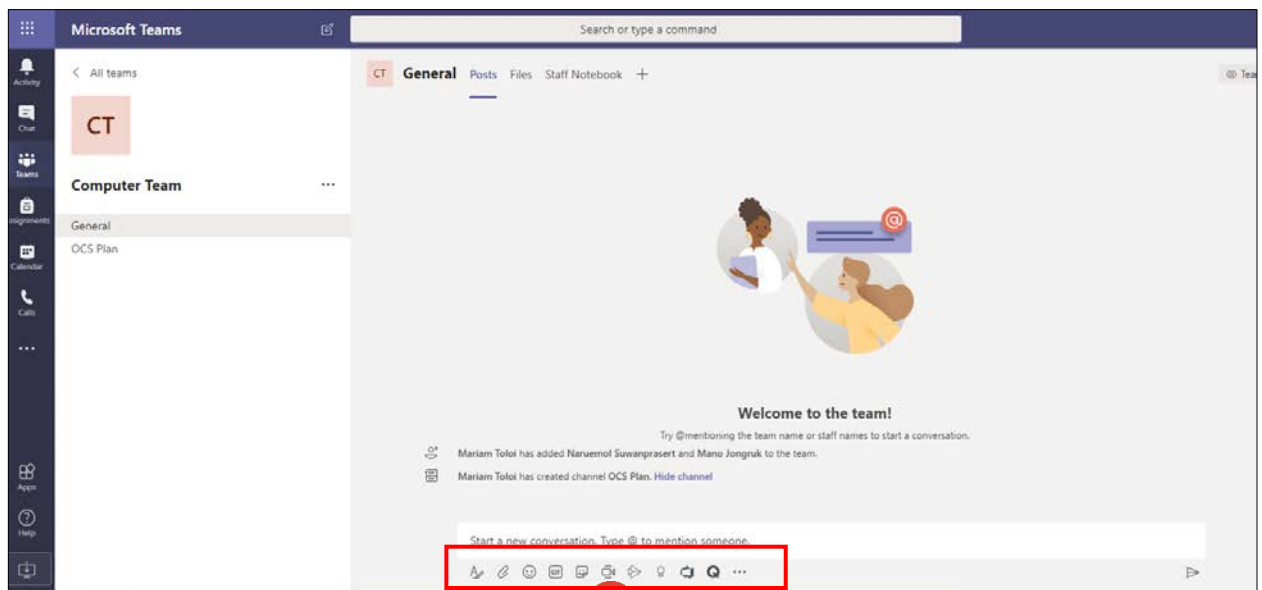 Microsoft Teams
Search or type a command
Activity
Chat
Teams
ssignments
Calendar
Calls
Apps
Help
< All teams
CT
Computer Team
General
OCS Plan
CT General Posts Files Staff Notebook +
Tea
@
Welcome to the team!
Try @mentioning the team name or staff names to start a conversation.
Mariam Toloi has added Naruemol Suwanprasert and Mano Jongruk to the team.
Mariam Toloi has created channel OCS Plan. Hide channel
Start a new conversation. Type @ to mention someone.
GIF